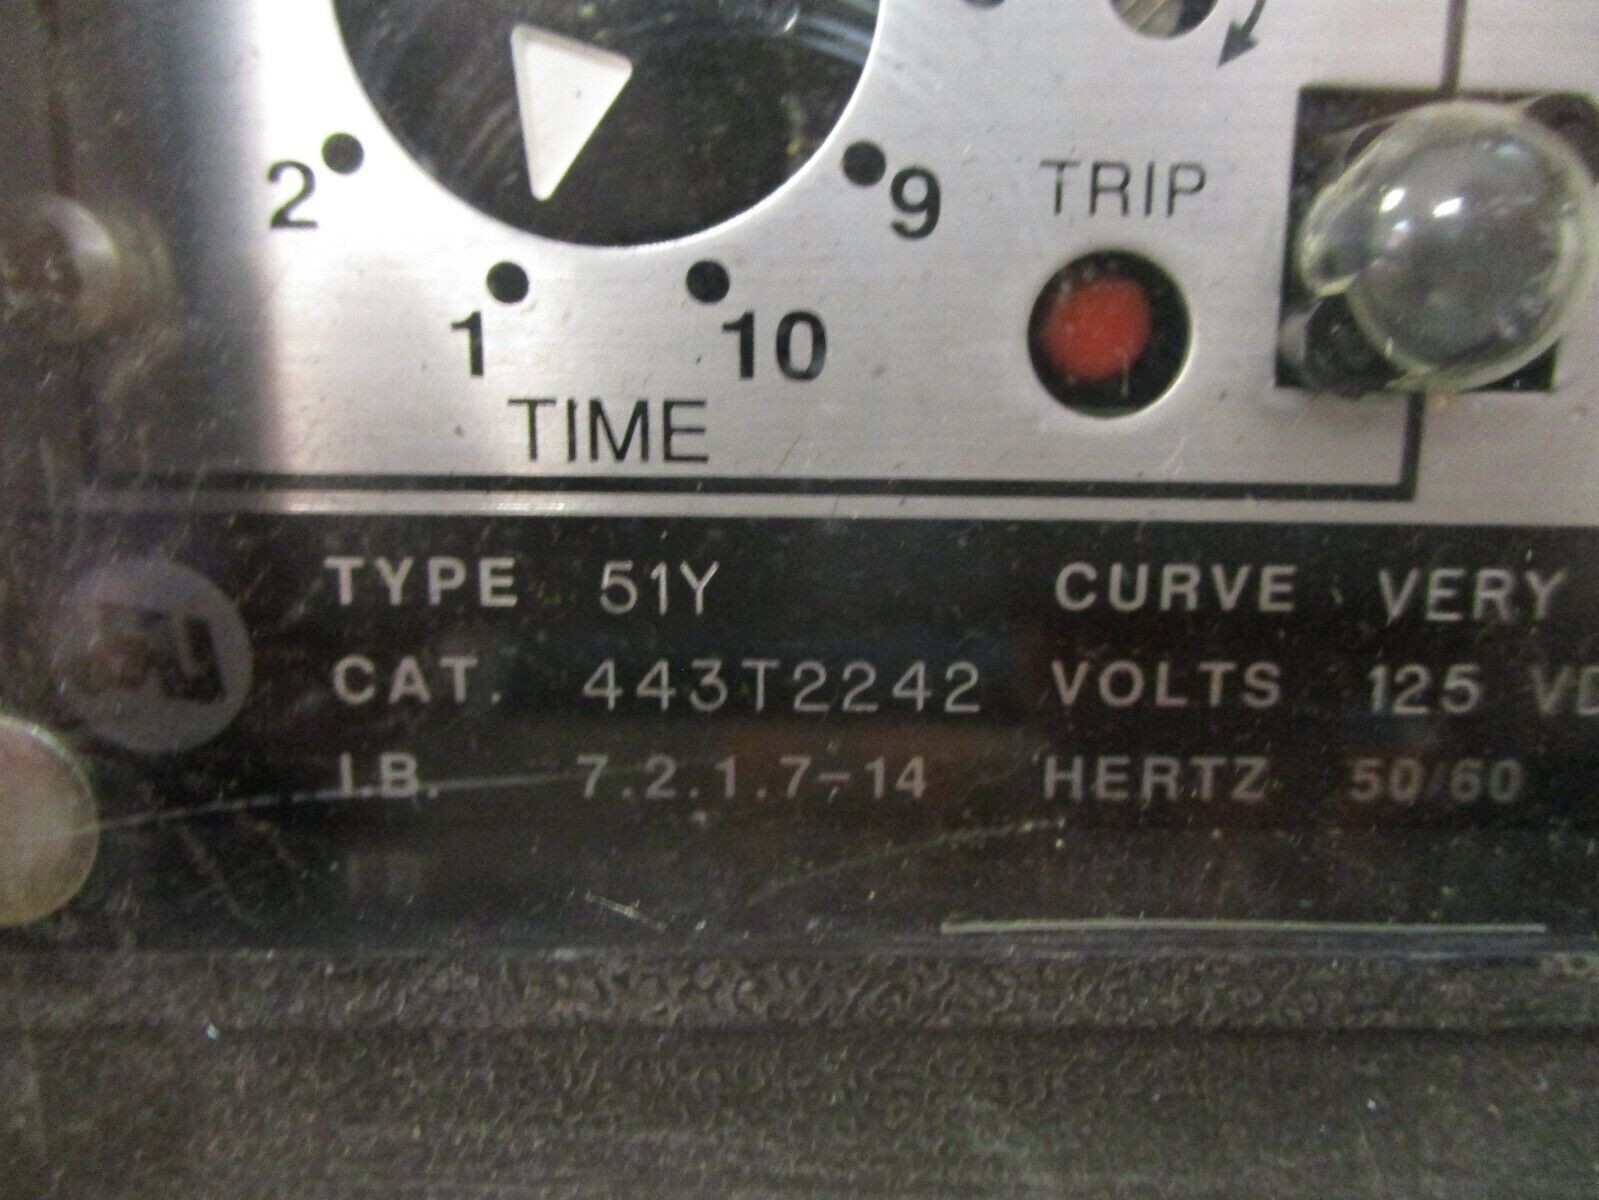 2 9 TRIP
1 10
TIME
TYPE 51Y CURVE VERY
CAT. 443T2242 VOLTS 125 VD
I.B. 7.2.1.7-14 HERTZ 50/60